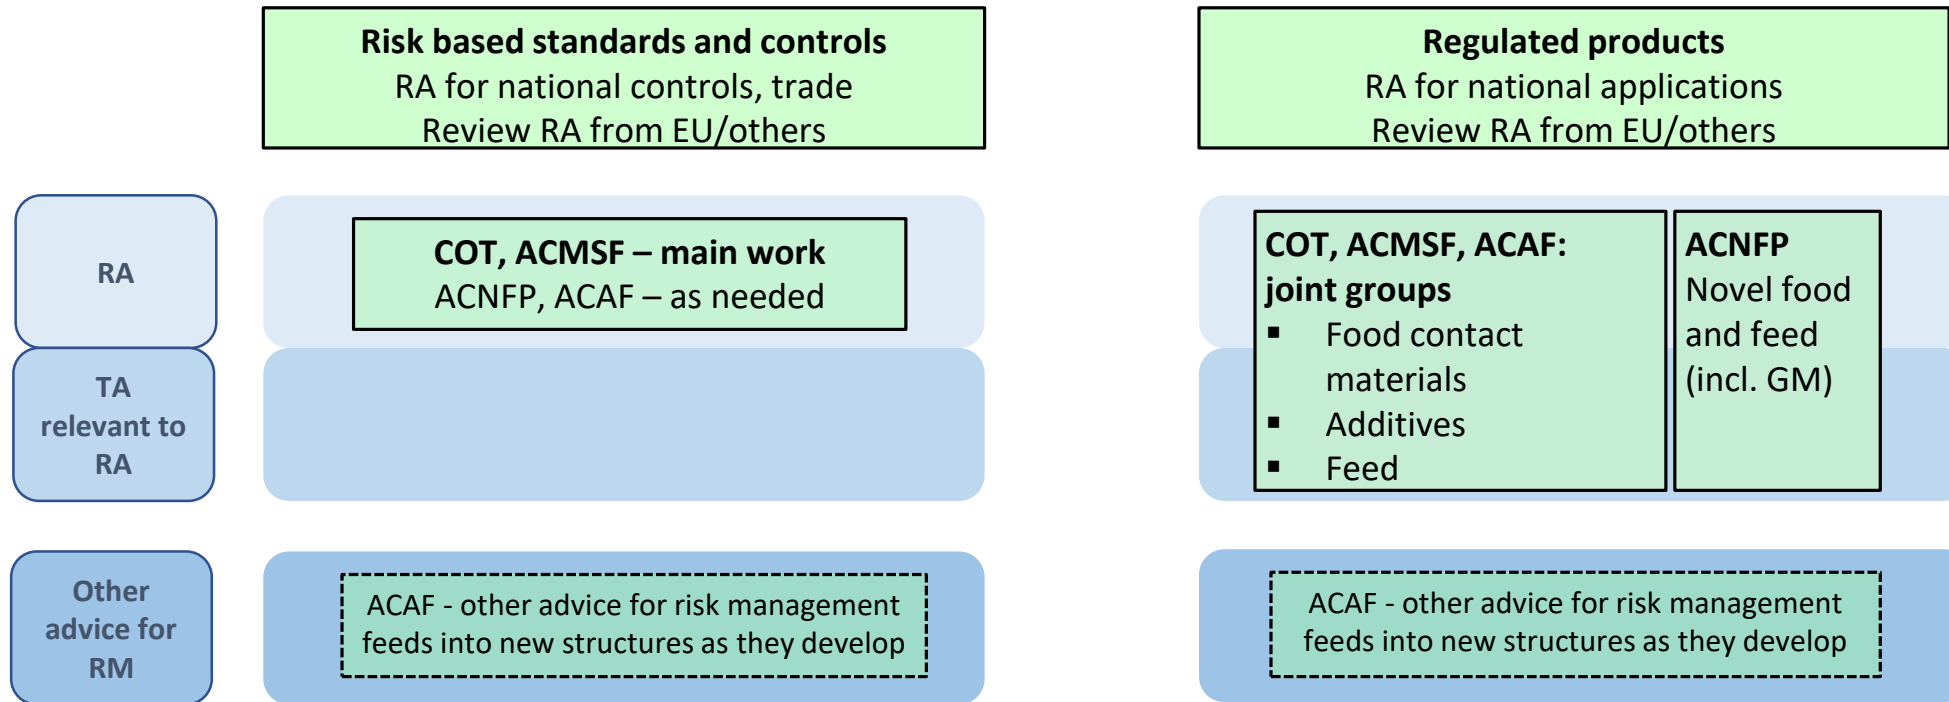 Risk based standards and controls
RA for national controls, trade
Review RA from EU/others
Regulated products
RA for national applications
Review RA from EU/others
RA
COT, ACMSF – main work
ACNFP, ACAF – as needed
COT, ACMSF, ACAF:
joint groups
▪ Food contact
materials
▪ Additives
▪ Feed
ACNFP
Novel food
and feed
(incl. GM)
TA
relevant to
RA
Other
advice for
RM
ACAF - other advice for risk management
feeds into new structures as they develop
ACAF - other advice for risk management
feeds into new structures as they develop